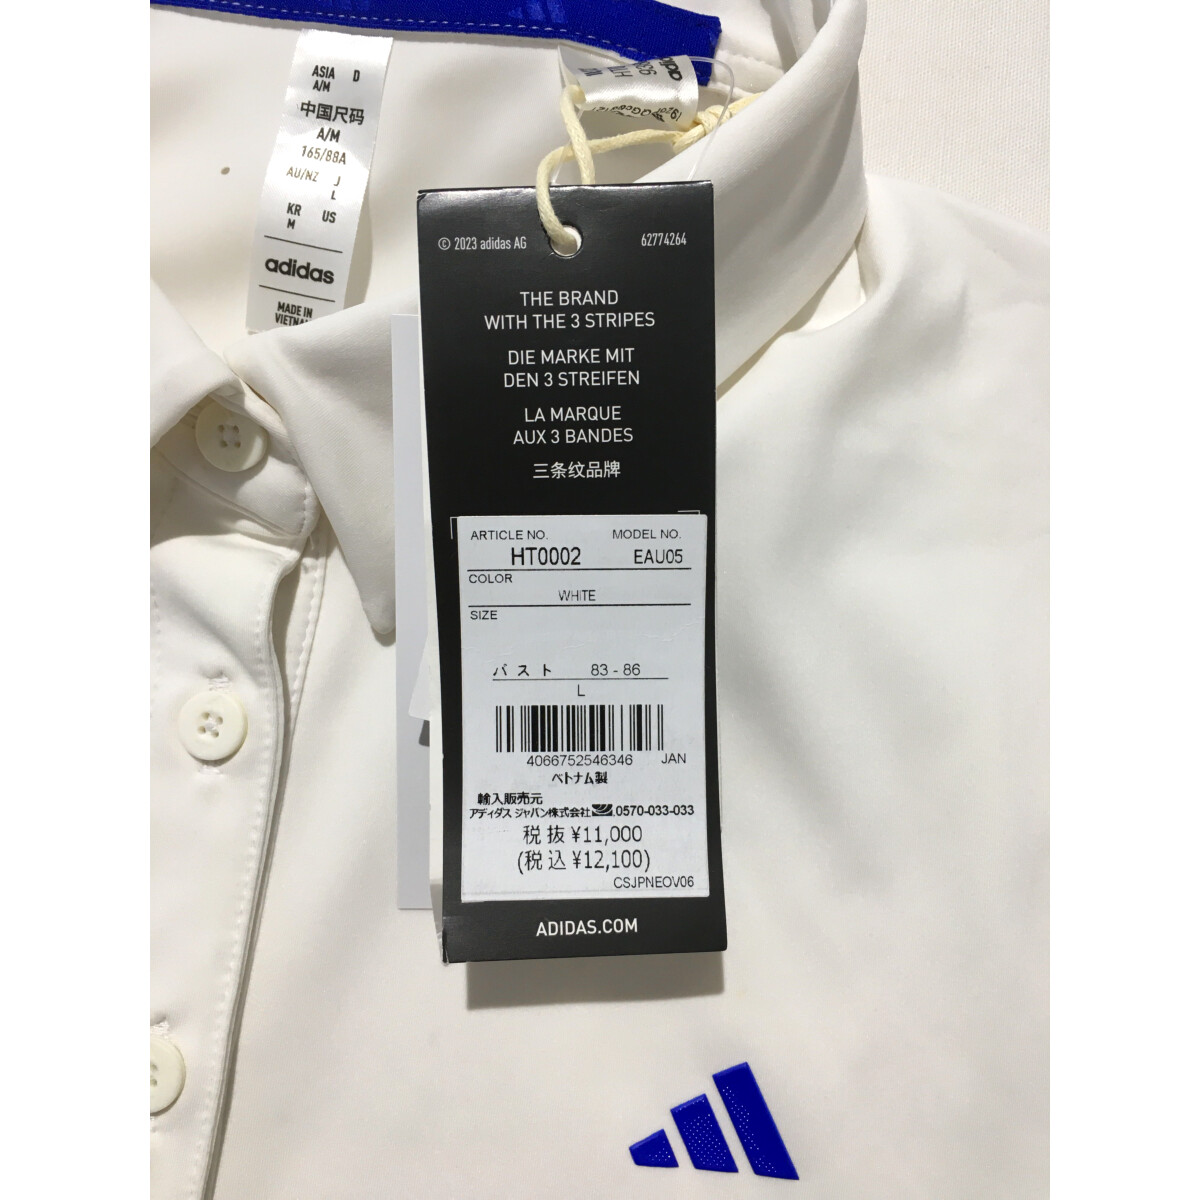 ASIA D
A/M
中国尺码
A/M
165/88A
AU/NZ J
L
KR US
M
adidas
MADE IN
© 2023 adidas AG 62774264
THE BRAND
WITH THE 3 STRIPES
DIE MARKE MIT
DEN 3 STREIFEN
LA MARQUE
AUX 3 BANDES
三条纹品牌
ARTICLE NO. MODEL NO.
HT0002 EAU05
COLOR
WHITE
SIZE
バスト 83 - 86
L
4066752546346 JAN
ベトナム製
輸入販売元
アディダス ジャパン株式会社 0570-033-033
税抜 ¥11,000
(税込 ¥12,100)
CSJPNEOV06
ADIDAS.COM